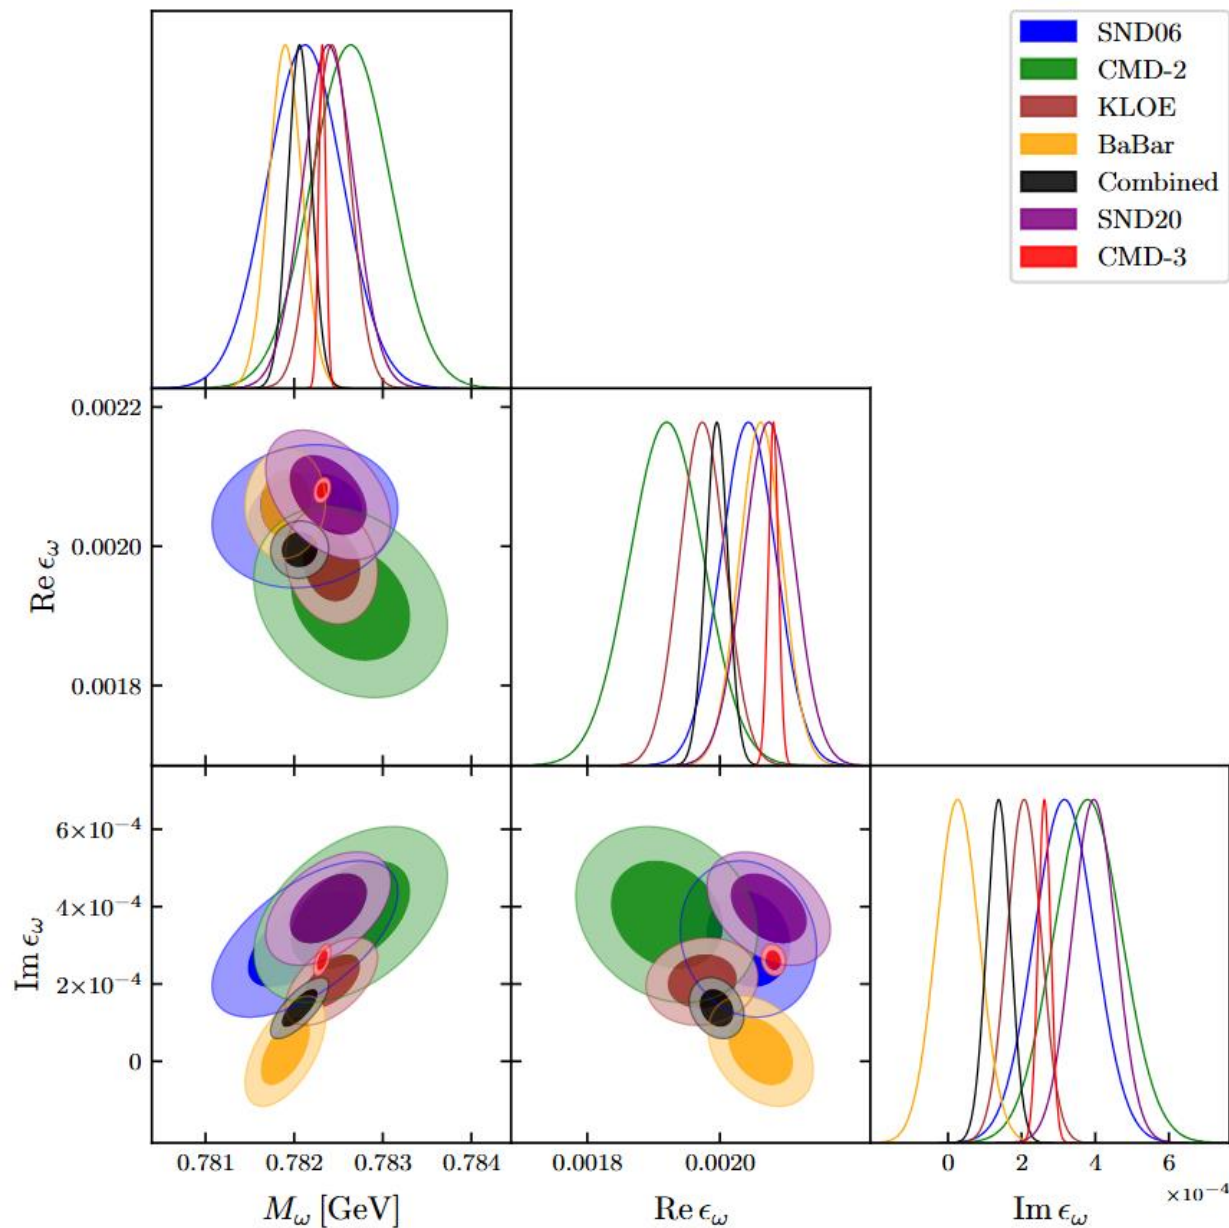 SND06
CMD-2
KLOE
BaBar
Combined
SND20
CMD-3
0.0022
0.0020
0.0018
Re ϵω
6×10⁻⁴
4×10⁻⁴
2×10⁻⁴
0
Im ϵω
0.781 0.782 0.783 0.784
0.0018 0.0020
0 2 4 6
×10⁻⁴
Mω [GeV]
Re ϵω
Im ϵω